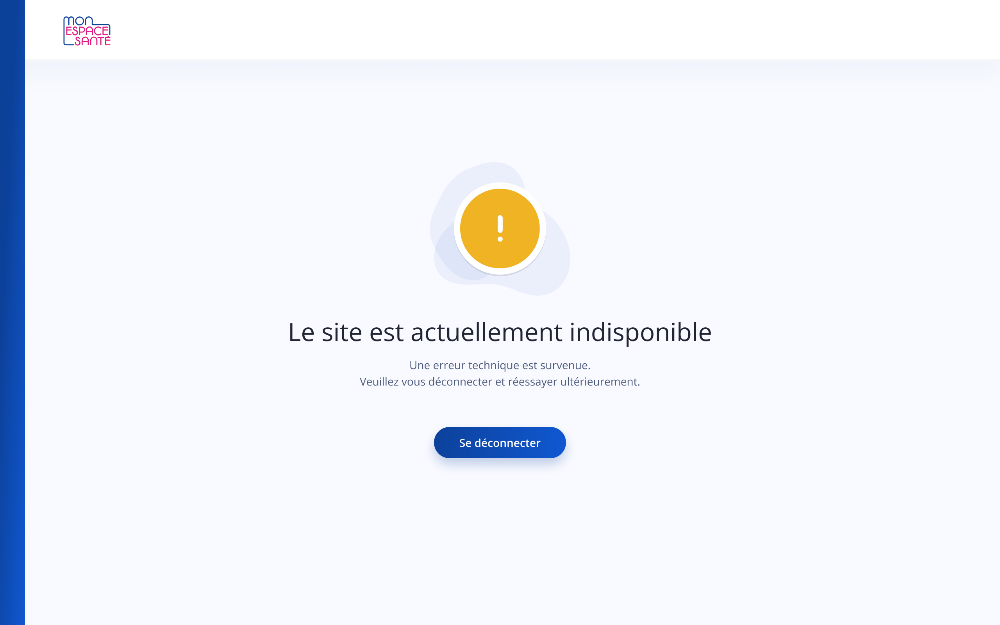 mon
ESPACE
SANTÉ
Le site est actuellement indisponible
Une erreur technique est survenue.
Veuillez vous déconnecter et réessayer ultérieurement.
Se déconnecter